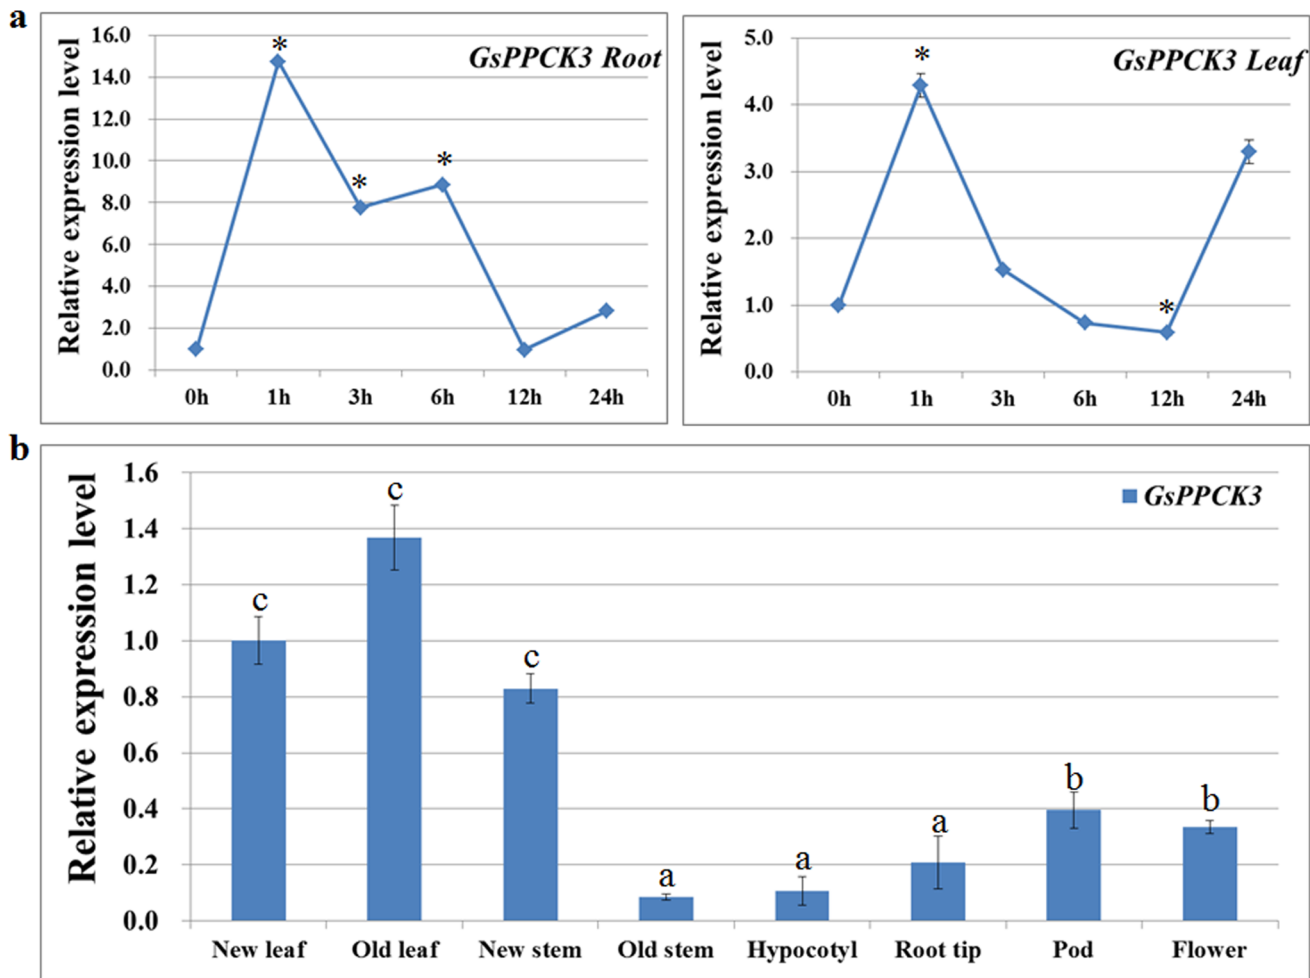 a
GsPPCK3 Root
Relative expression level
16.0
14.0
12.0
10.0
8.0
6.0
4.0
2.0
0.0
*
*
*
0h 1h 3h 6h 12h 24h
GsPPCK3 Leaf
Relative expression level
5.0
4.0
3.0
2.0
1.0
0.0
*
*
0h 1h 3h 6h 12h 24h
b
GsPPCK3
Relative expression level
1.6
1.4
1.2
1.0
0.8
0.6
0.4
0.2
0.0
c c c a a a b b
New leaf Old leaf New stem Old stem Hypocotyl Root tip Pod Flower